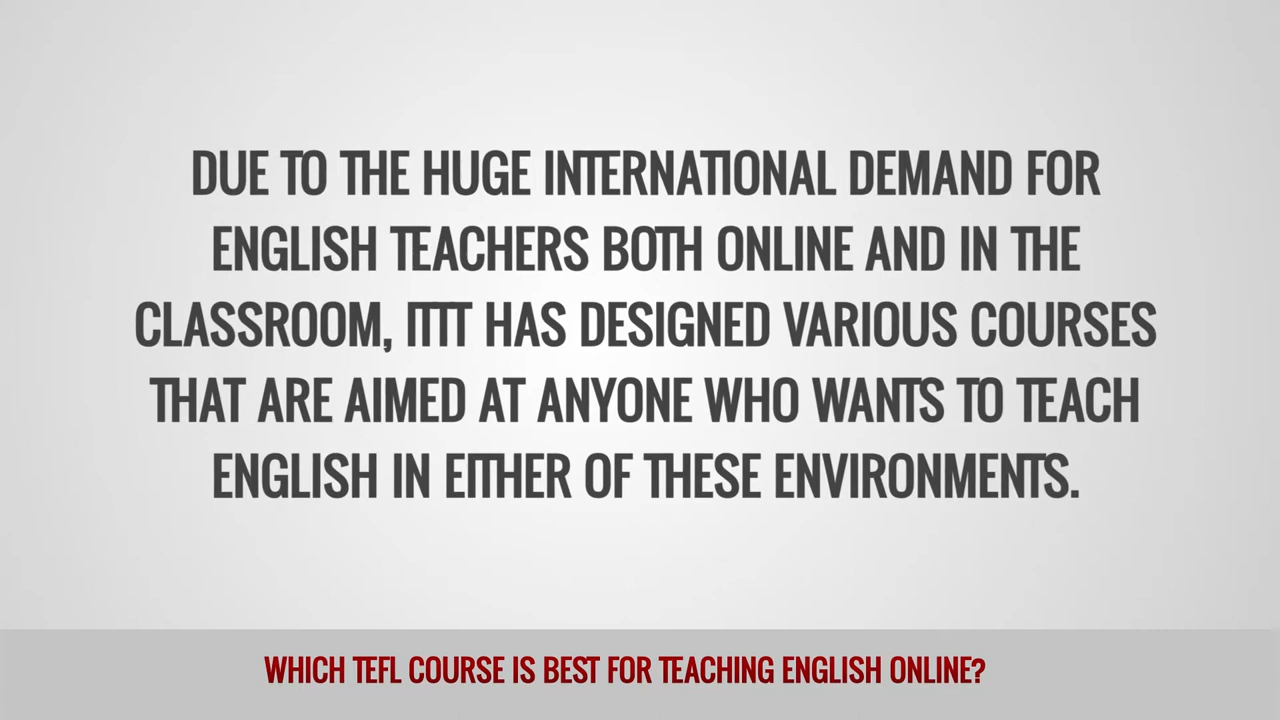 DUE TO THE HUGE INTERNATIONAL DEMAND FOR
ENGLISH TEACHERS BOTH ONLINE AND IN THE
CLASSROOM, ITTT HAS DESIGNED VARIOUS COURSES
THAT ARE AIMED AT ANYONE WHO WANTS TO TEACH
ENGLISH IN EITHER OF THESE ENVIRONMENTS.
WHICH TEFL COURSE IS BEST FOR TEACHING ENGLISH ONLINE?